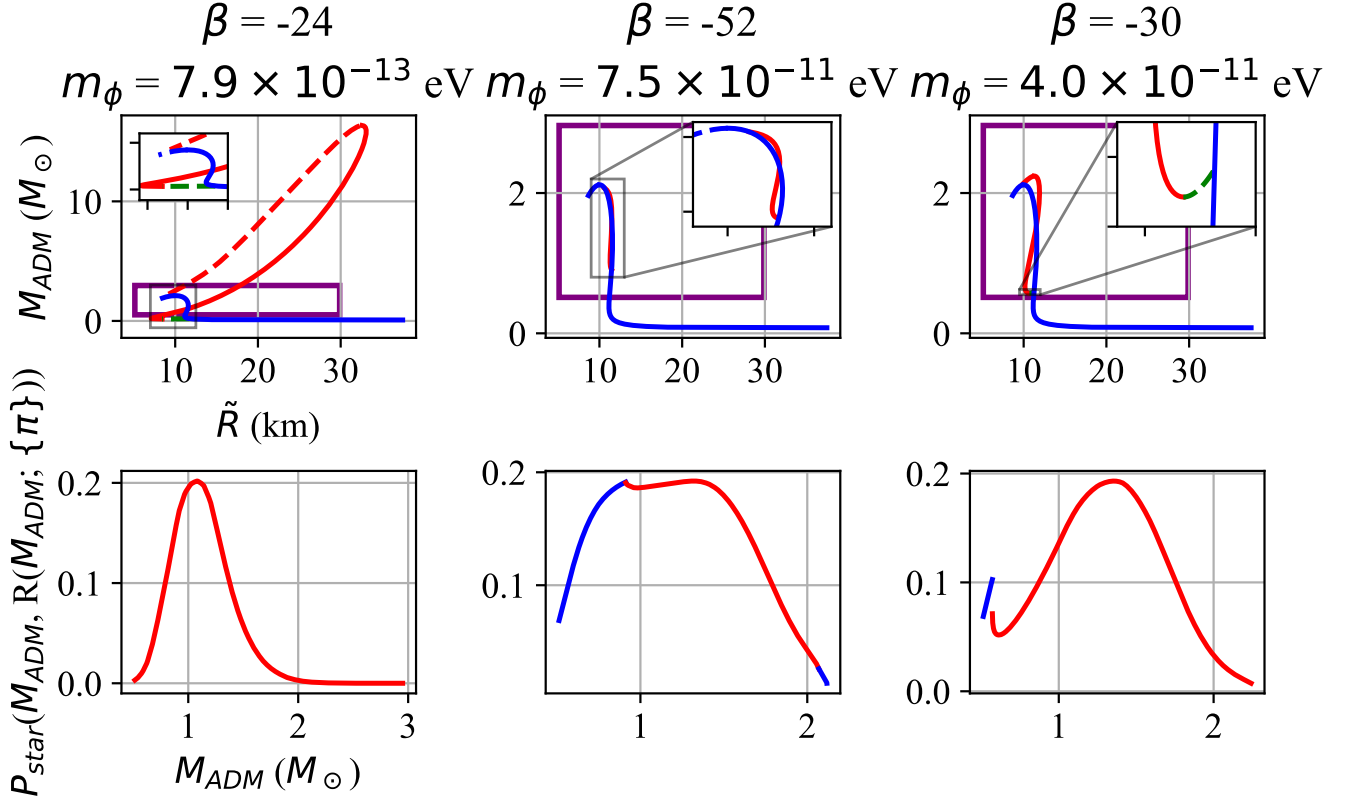 β = -24
β = -52
β = -30
m_ϕ = 7.9 × 10⁻¹³ eV
m_ϕ = 7.5 × 10⁻¹¹ eV
m_ϕ = 4.0 × 10⁻¹¹ eV
M_ADM (M_⊙)
10
0
10 20 30
R̃ (km)
2
0
10 20 30
2
0
10 20 30
P_star(M_ADM, R(M_ADM; {π}))
0.2
0.1
0.0
1 2 3
M_ADM (M_⊙)
0.2
0.1
1 2
0.2
0.1
0.0
1 2